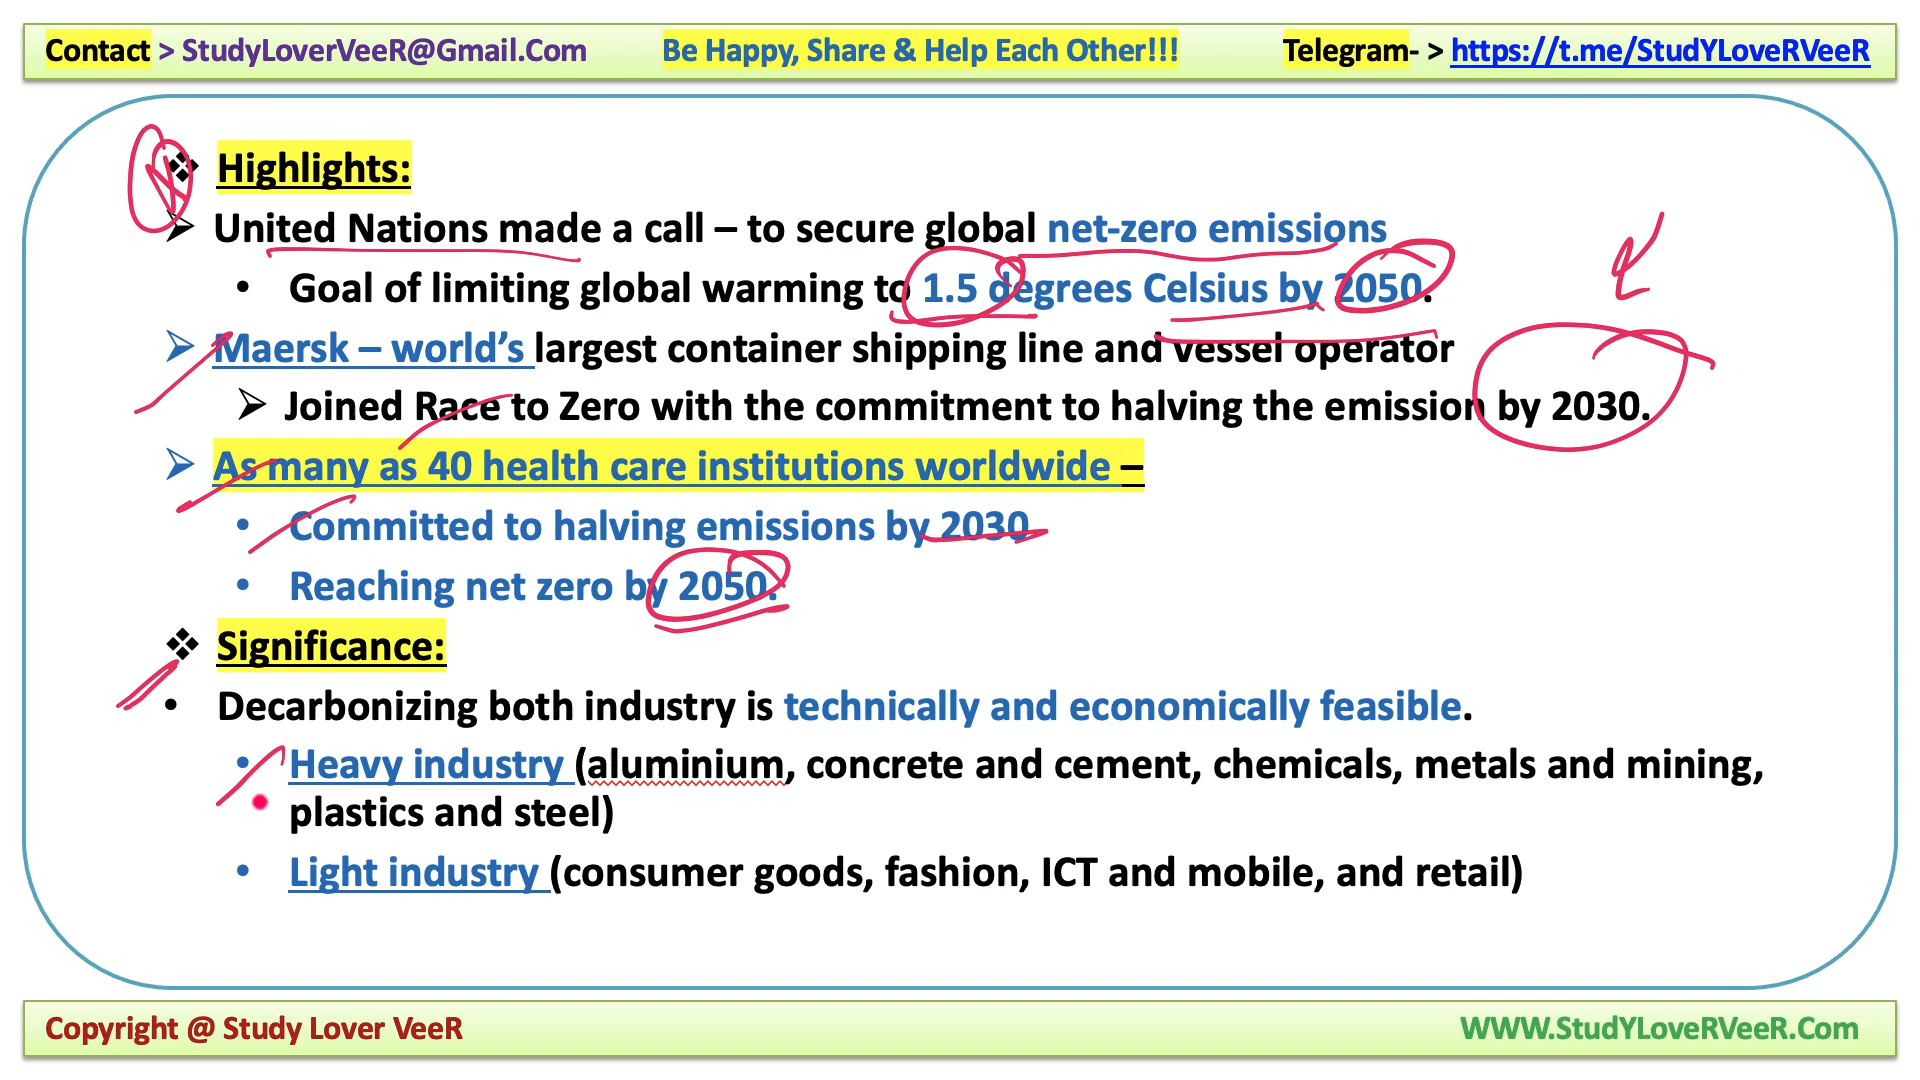 Contact > StudyLoverVeeR@Gmail.Com Be Happy, Share & Help Each Other!!! Telegram- > https://t.me/StudYLoveRVeeR
❖ Highlights:
➢ United Nations made a call – to secure global net-zero emissions
• Goal of limiting global warming to 1.5 degrees Celsius by 2050.
➢ Maersk – world’s largest container shipping line and vessel operator
➢ Joined Race to Zero with the commitment to halving the emission by 2030.
➢ As many as 40 health care institutions worldwide –
• Committed to halving emissions by 2030
• Reaching net zero by 2050.
❖ Significance:
• Decarbonizing both industry is technically and economically feasible.
• Heavy industry (aluminium, concrete and cement, chemicals, metals and mining,
plastics and steel)
• Light industry (consumer goods, fashion, ICT and mobile, and retail)
Copyright @ Study Lover VeeR WWW.StudYLoveRVeeR.Com